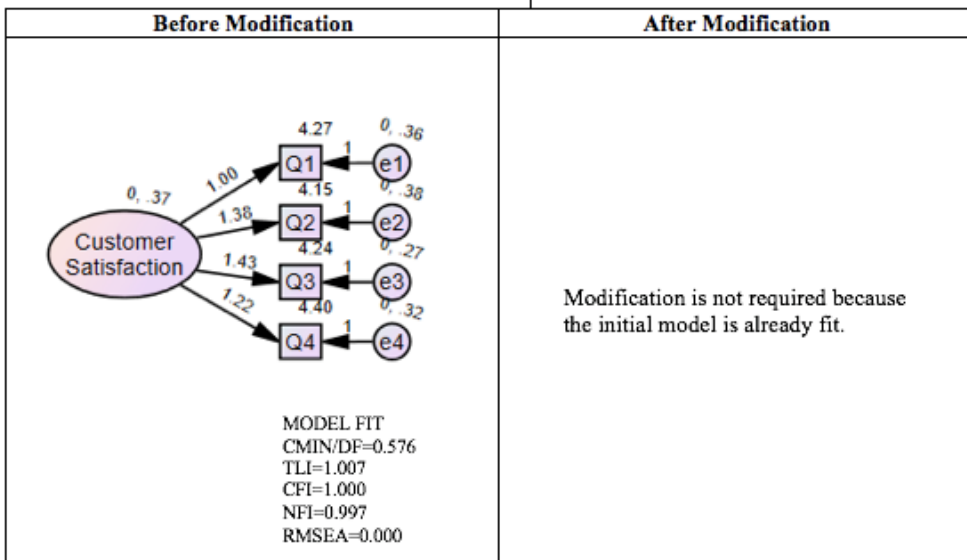 Before Modification
After Modification
4.27
0, .36
Q1
1
e1
1.00
4.15
0, .38
0, .37
1.38
Q2
1
e2
Customer
Satisfaction
4.24
0, .27
1.43
Q3
1
e3
1.22
4.40
0, .32
Q4
1
e4
Modification is not required because
the initial model is already fit.
MODEL FIT
CMIN/DF=0.576
TLI=1.007
CFI=1.000
NFI=0.997
RMSEA=0.000